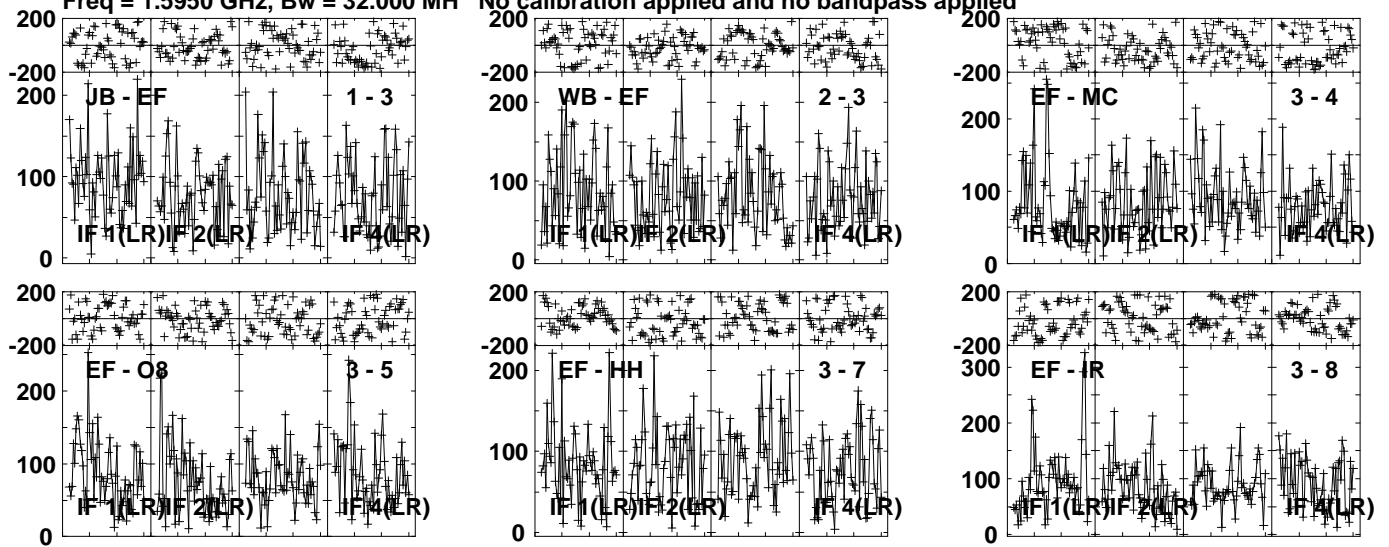 Freq = 1.5950 GHz, Bw = 32.000 MH No calibration applied and no bandpass applied
200
-200
200
100
0
JB - EF 1 - 3
IF 1(LR) IF 2(LR) IF 4(LR)
200
-200
200
100
0
WB - EF 2 - 3
IF 1(LR) IF 2(LR) IF 4(LR)
200
-200
200
100
0
EF - MC 3 - 4
IF 1(LR) IF 2(LR) IF 4(LR)
200
-200
200
100
0
EF - O8 3 - 5
IF 1(LR) IF 2(LR) IF 4(LR)
200
-200
200
100
0
EF - HH 3 - 7
IF 1(LR) IF 2(LR) IF 4(LR)
200
-200
300
200
100
0
EF - IR 3 - 8
IF 1(LR) IF 2(LR) IF 4(LR)